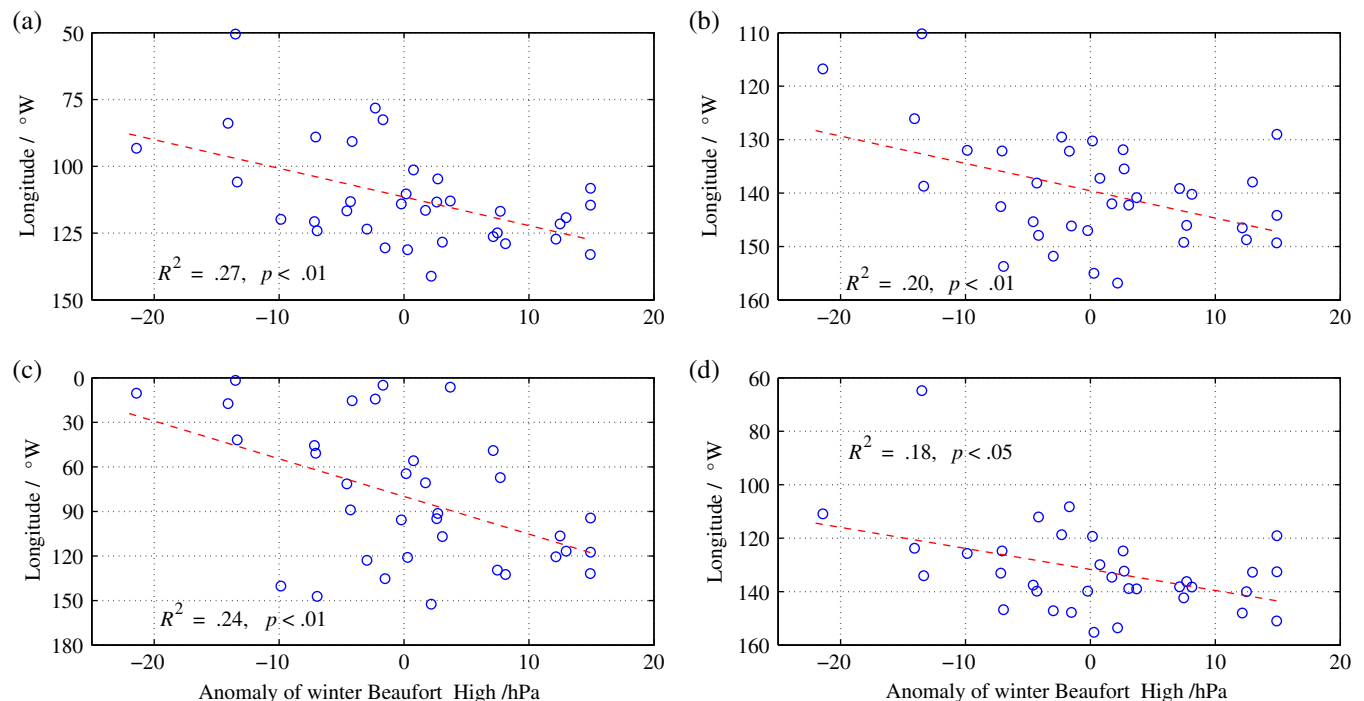 (a)
50
75
100
125
150
Longitude / °W
R² = .27, p < .01
−20 −10 0 10 20
(b)
110
120
130
140
150
160
Longitude / °W
R² = .20, p < .01
−20 −10 0 10 20
(c)
0
30
60
90
120
150
180
Longitude / °W
R² = .24, p < .01
−20 −10 0 10 20
Anomaly of winter Beaufort High /hPa
(d)
60
80
100
120
140
160
Longitude / °W
R² = .18, p < .05
−20 −10 0 10 20
Anomaly of winter Beaufort High /hPa